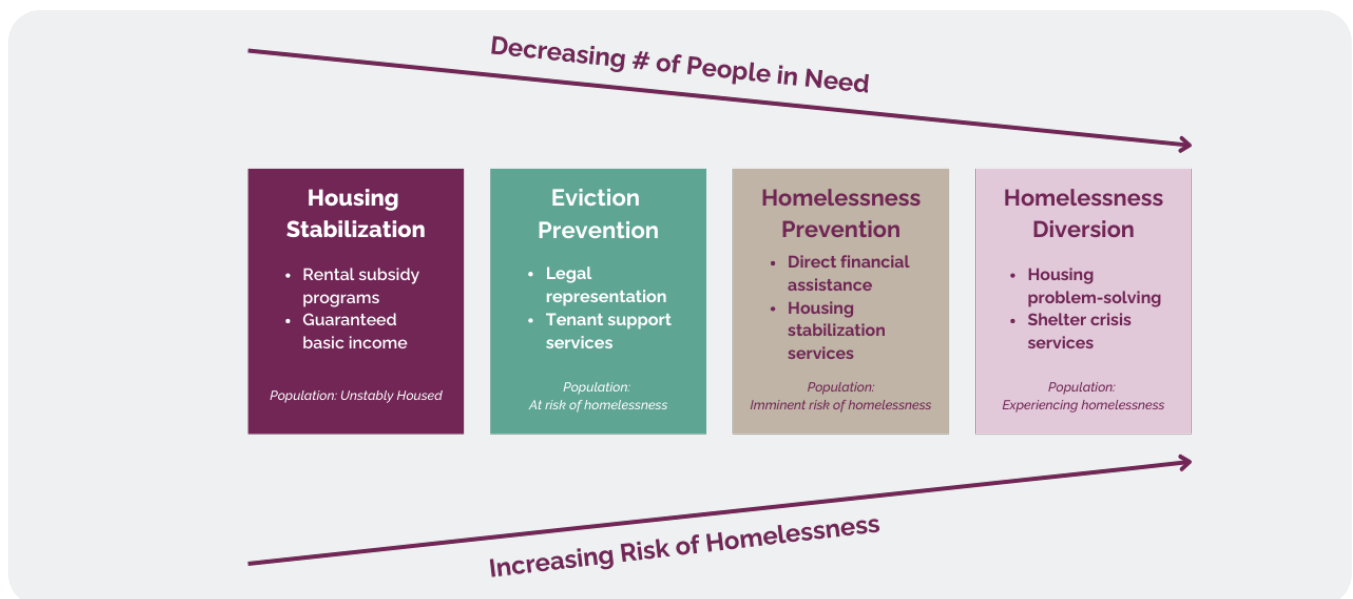 Decreasing # of People in Need
Housing
Stabilization
• Rental subsidy
programs
• Guaranteed
basic income
Population: Unstably Housed
Eviction
Prevention
• Legal
representation
• Tenant support
services
Population:
At risk of homelessness
Homelessness
Prevention
• Direct financial
assistance
• Housing
stabilization
services
Population:
Imminent risk of homelessness
Homelessness
Diversion
• Housing
problem-solving
• Shelter crisis
services
Population:
Experiencing homelessness
Increasing Risk of Homelessness